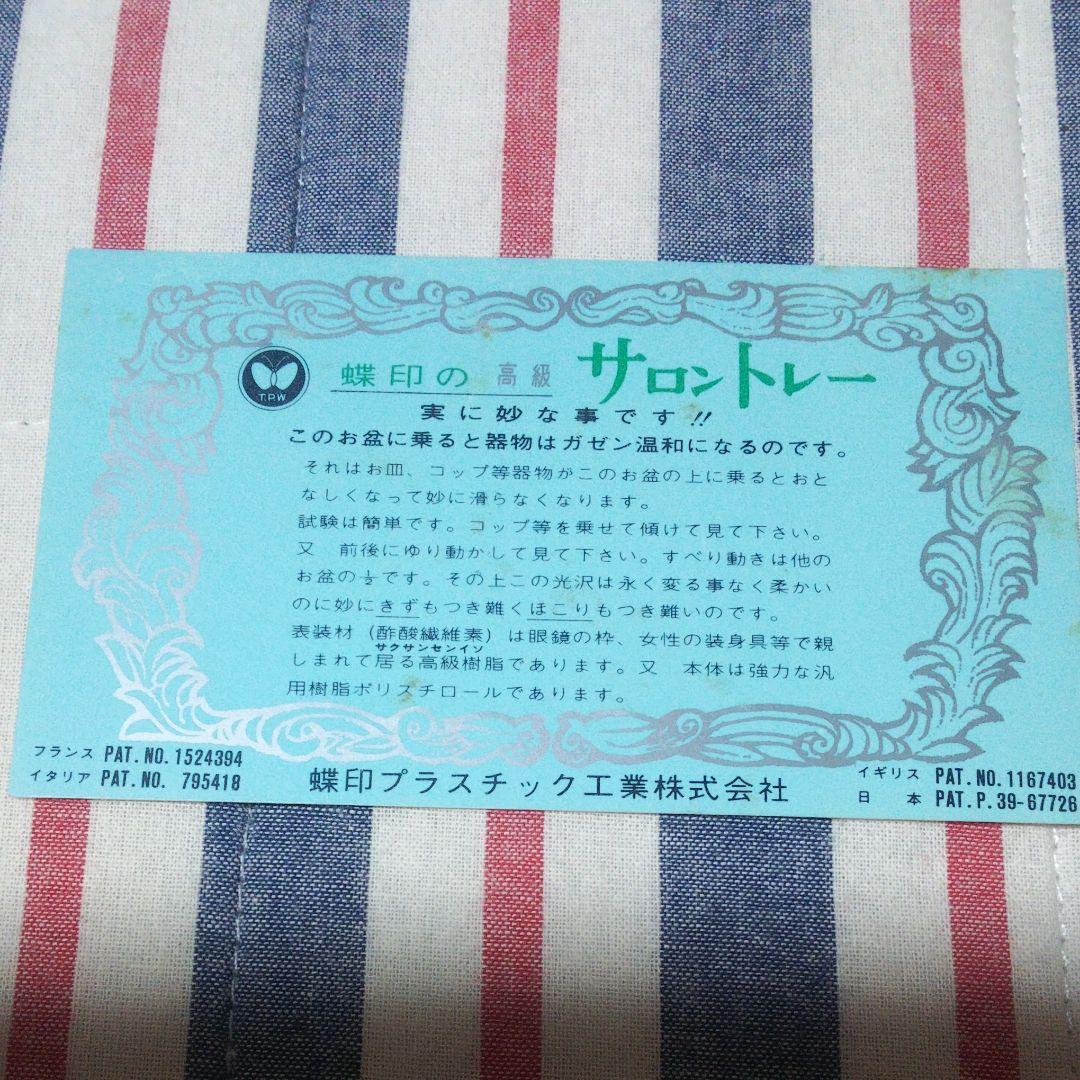 T.P.W
蝶印の 高級 サロントレー
実に妙な事です!!
このお盆に乗ると器物はガゼン温和になるのです。
それはお皿、コップ等器物がこのお盆の上に乗るとおと
なしくなって妙に滑らなくなります。
試験は簡単です。コップ等を乗せて傾けて見て下さい。
又 前後にゆり動かして見て下さい。すべり動きは他の
お盆の½です。その上この光沢は永く変る事なく柔かい
のに妙にきずもつき難くほこりもつき難いのです。
表装材（酢酸繊維素）は眼鏡の枠、女性の装身具等で親
サクサンセンイソ
しまれて居る高級樹脂であります。又 本体は強力な汎
用樹脂ポリスチロールであります。
フランス PAT.NO.1524394
イタリア PAT.NO. 795418
蝶印プラスチック工業株式会社
イギリス PAT.NO.1167403
日 本 PAT.P.39-67726